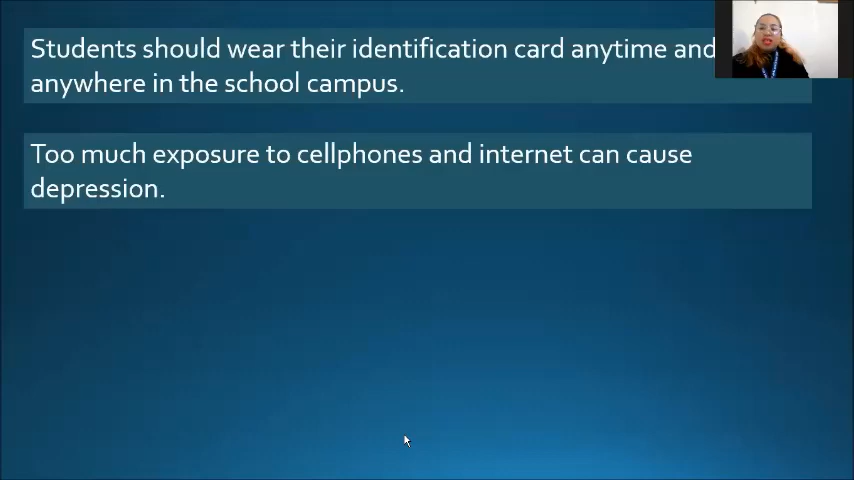 Students should wear their identification card anytime and
anywhere in the school campus.
Too much exposure to cellphones and internet can cause
depression.